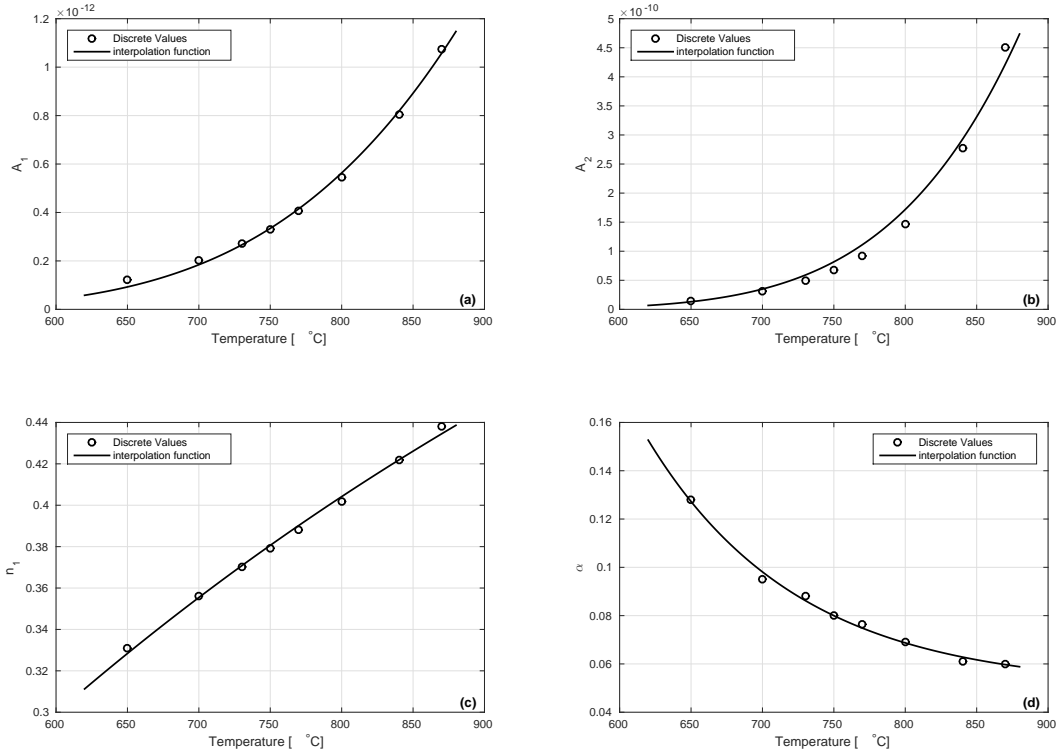 ×10 -12
1.2
1
0.8
0.6
0.4
0.2
0
A 1
Discrete Values
interpolation function
(a)
600 650 700 750 800 850 900
Temperature [ °C]
×10 -10
5
4.5
4
3.5
3
2.5
2
1.5
1
0.5
0
A 2
Discrete Values
interpolation function
(b)
600 650 700 750 800 850 900
Temperature [ °C]
0.44
0.42
0.4
0.38
0.36
0.34
0.32
0.3
n 1
Discrete Values
interpolation function
(c)
600 650 700 750 800 850 900
Temperature [ °C]
0.16
0.14
0.12
0.1
0.08
0.06
0.04
α
Discrete Values
interpolation function
(d)
600 650 700 750 800 850 900
Temperature [ °C]